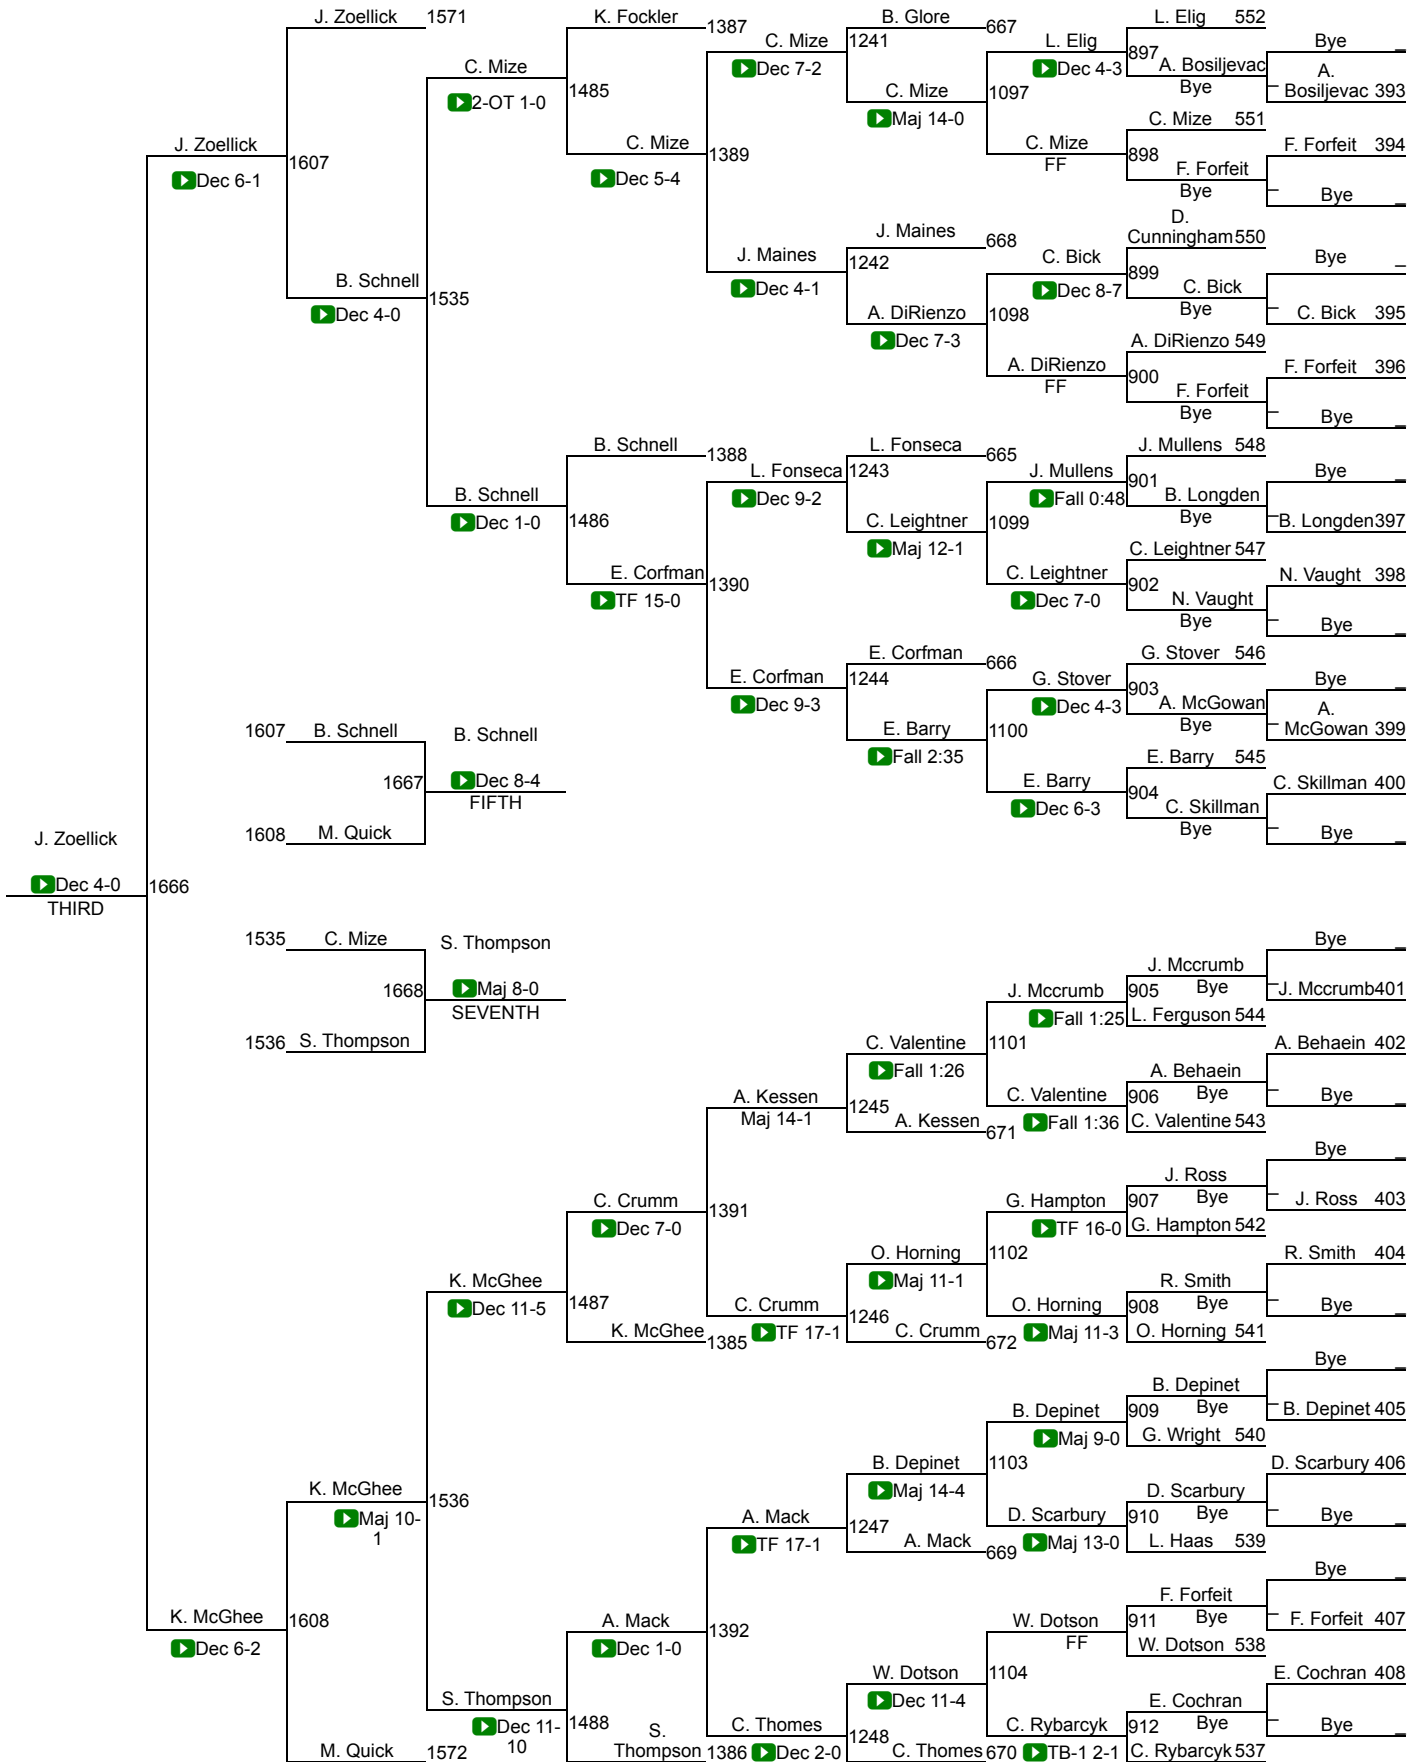 J. Zoellick 1571 K. Fockler 1387 B. Glore 667 L. Elig 552
C. Mize 1241 L. Elig 897 Bye _
Dec 7-2 Dec 4-3 A. Bosiljevac A.
C. Mize 1485 Bye _ Bosiljevac 393
2-OT 1-0 C. Mize 1097 C. Mize 551
Maj 14-0
J. Zoellick 1607 C. Mize 1389 C. Mize 898 F. Forfeit 394
Dec 6-1 Dec 5-4 FF F. Forfeit
Bye _ Bye _
D.
J. Maines 668 Cunningham 550
J. Maines 1242 C. Bick 899 Bye _
B. Schnell 1535 Dec 4-1 Dec 8-7 C. Bick
Dec 4-0 A. DiRienzo 1098 Bye _ C. Bick 395
Dec 7-3 A. DiRienzo 549
A. DiRienzo 900 F. Forfeit 396
FF F. Forfeit
Bye _ Bye _
B. Schnell 1388 L. Fonseca 665 J. Mullens 548
L. Fonseca 1243 J. Mullens 901 Bye _
B. Schnell 1486 Dec 9-2 Fall 0:48 B. Longden
Dec 1-0 C. Leightner 1099 Bye _ B. Longden 397
Maj 12-1 C. Leightner 547
E. Corfman 1390 C. Leightner 902 N. Vaught 398
TF 15-0 Dec 7-0 N. Vaught
Bye _ Bye _
E. Corfman 666 G. Stover 546
E. Corfman 1244 G. Stover 903 Bye _
Dec 9-3 Dec 4-3 A. McGowan A.
1607 B. Schnell B. Schnell E. Barry 1100 Bye _ McGowan 399
Fall 2:35 E. Barry 545
1667 Dec 8-4 E. Barry 904 C. Skillman 400
FIFTH Dec 6-3 C. Skillman
1608 M. Quick Bye _ Bye _
J. Zoellick
Dec 4-0 1666
THIRD
1535 C. Mize S. Thompson Bye _
J. Mccrumb
1668 Maj 8-0 J. Mccrumb 905 Bye _ J. Mccrumb 401
SEVENTH Fall 1:25 L. Ferguson 544
1536 S. Thompson C. Valentine 1101 A. Behaein 402
Fall 1:26 A. Behaein
A. Kessen 1245 C. Valentine 906 Bye _ Bye _
Maj 14-1 A. Kessen 671 Fall 1:36 C. Valentine 543
Bye _
J. Ross
C. Crumm 1391 G. Hampton 907 Bye _ J. Ross 403
Dec 7-0 TF 16-0 G. Hampton 542
O. Horning 1102 R. Smith 404
K. McGhee 1487 Maj 11-1 R. Smith
Dec 11-5 C. Crumm 1246 O. Horning 908 Bye _ Bye _
K. McGhee 1385 TF 17-1 C. Crumm 672 Maj 11-3 O. Horning 541
Bye _
B. Depinet
B. Depinet 909 Bye _ B. Depinet 405
Maj 9-0 G. Wright 540
B. Depinet 1103 D. Scarbury 406
K. McGhee 1536 Maj 14-4 D. Scarbury
Maj 10- A. Mack 1247 D. Scarbury 910 Bye _ Bye _
1 TF 17-1 A. Mack 669 Maj 13-0 L. Haas 539
Bye _
F. Forfeit
K. McGhee 1608 A. Mack 1392 W. Dotson 911 Bye _ F. Forfeit 407
Dec 6-2 Dec 1-0 FF W. Dotson 538
W. Dotson 1104 E. Cochran 408
S. Thompson 1488 Dec 11-4 E. Cochran
Dec 11- S. C. Thomes 1248 C. Rybarcyk 912 Bye _ Bye _
M. Quick 1572 10 Thompson 1386 Dec 2-0 C. Thomes 670 TB-1 2-1 C. Rybarcyk 537